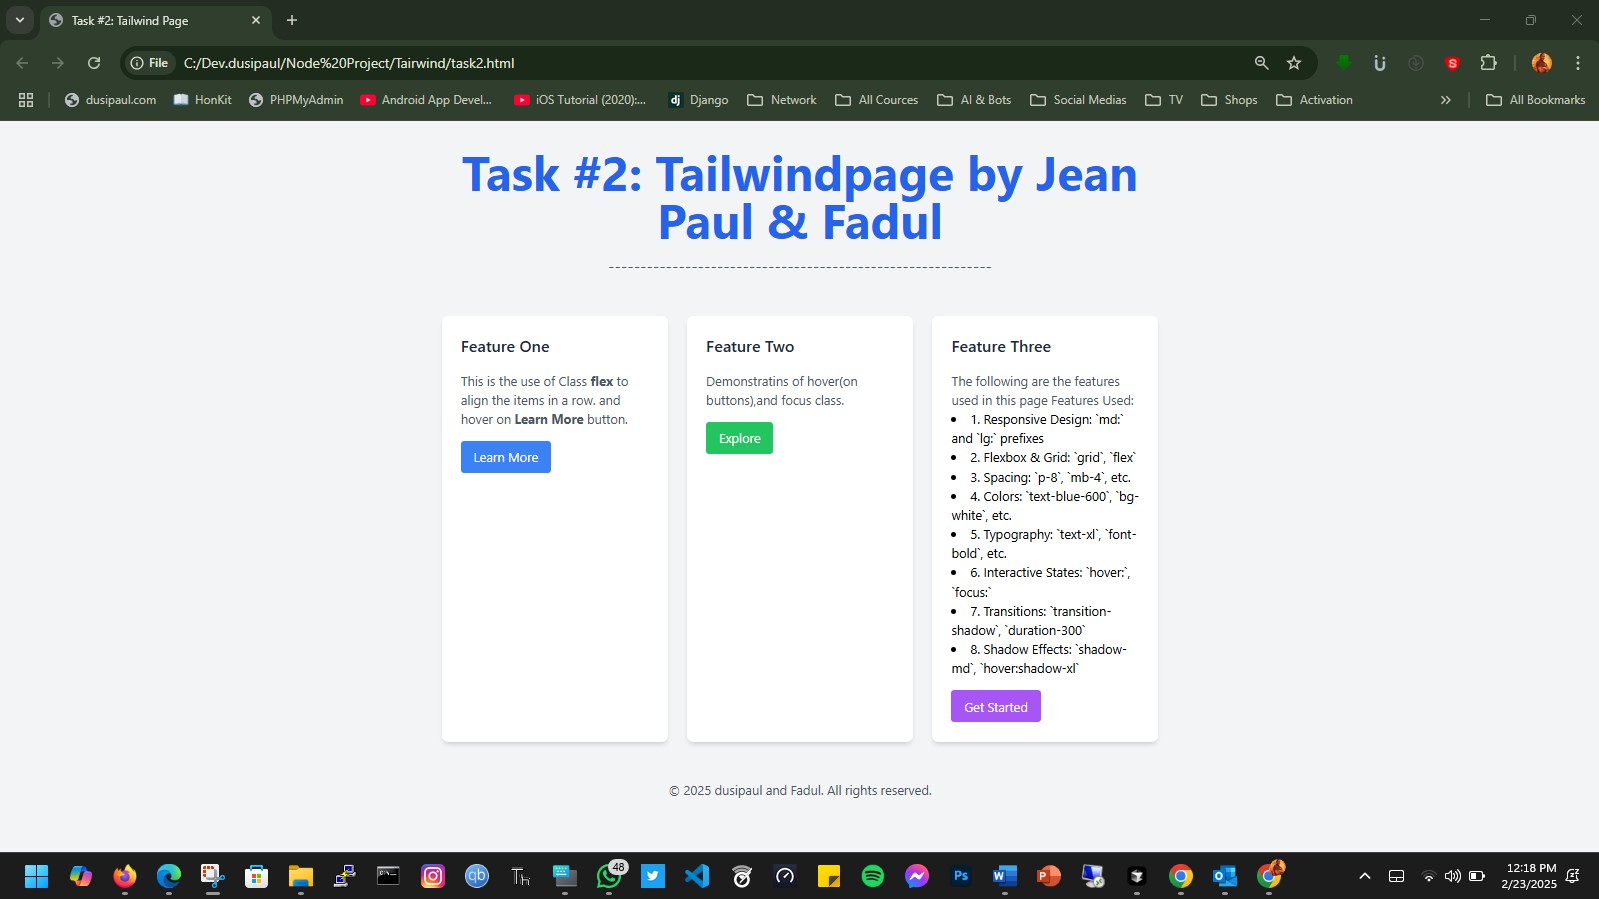 Task #2: Tailwind Page
File
C:/Dev.dusipaul/Node%20Project/Tairwind/task2.html
dusipaul.com
HonKit
PHPMyAdmin
Android App Devel...
iOS Tutorial (2020):...
dj
Django
Network
All Cources
AI & Bots
Social Medias
TV
Shops
Activation
All Bookmarks
Task #2: Tailwindpage by Jean
Paul & Fadul
------------------------------------------------------------
Feature One
This is the use of Class flex to
align the items in a row. and
hover on Learn More button.
Learn More
Feature Two
Demonstratins of hover(on
buttons),and focus class.
Explore
Feature Three
The following are the features
used in this page Features Used:
• 1. Responsive Design: `md:`
and `lg:` prefixes
• 2. Flexbox & Grid: `grid`, `flex`
• 3. Spacing: `p-8`, `mb-4`, etc.
• 4. Colors: `text-blue-600`, `bg-
white`, etc.
• 5. Typography: `text-xl`, `font-
bold`, etc.
• 6. Interactive States: `hover:`,
`focus:`
• 7. Transitions: `transition-
shadow`, `duration-300`
• 8. Shadow Effects: `shadow-
md`, `hover:shadow-xl`
Get Started
© 2025 dusipaul and Fadul. All rights reserved.
qb
Th
48
Ps
W
P
12:18 PM
2/23/2025